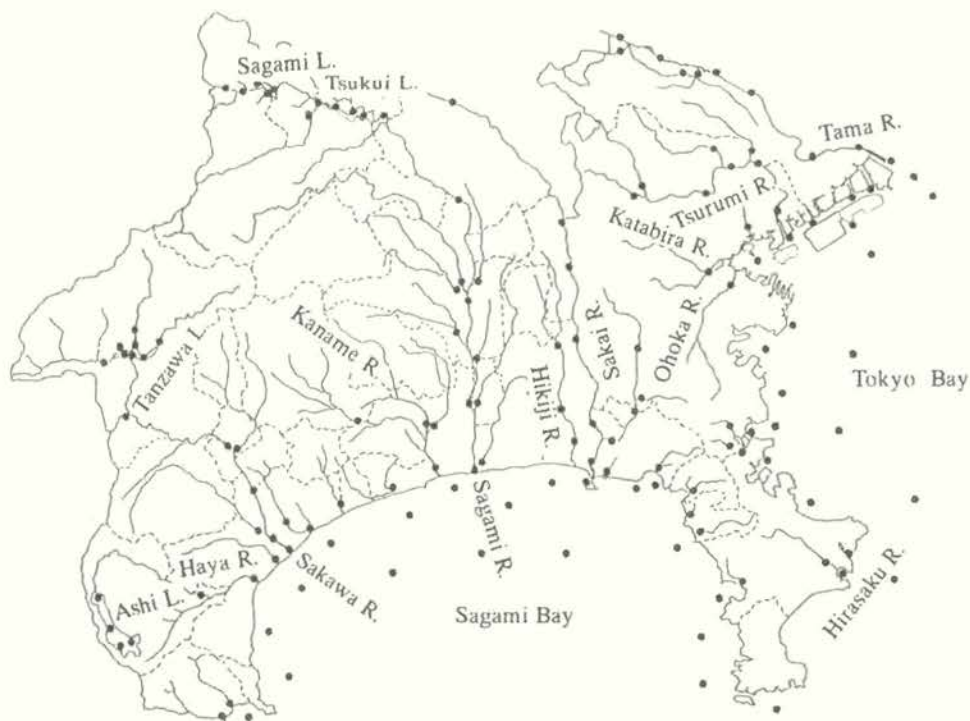 Sagami L.
Tsukui L.
Tama R.
Tsurumi R.
Katabira R.
Kaname R.
Tanzawa L.
Hikiji R.
Sakai R.
Ohoka R.
Tokyo Bay
Haya R.
Ashi L.
Sakawa R.
Sagami R.
Sagami Bay
Hirasaku R.